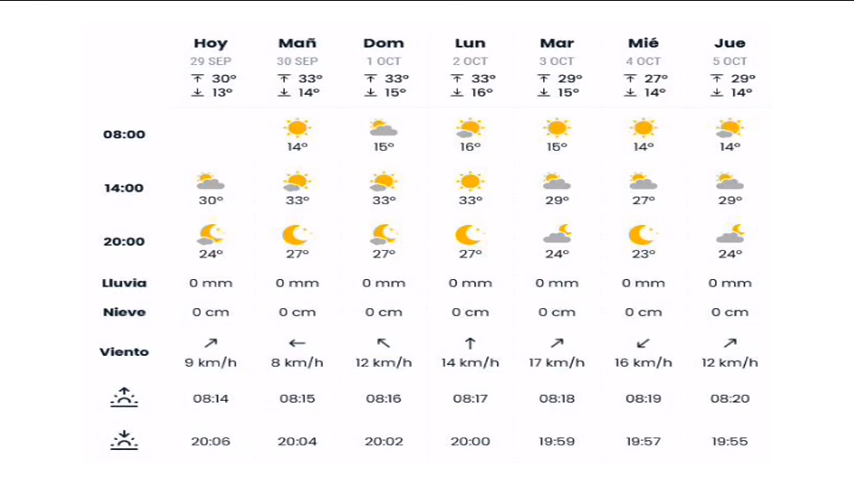 Hoy Mañ Dom Lun Mar Mié Jue
29 SEP 30 SEP 1 OCT 2 OCT 3 OCT 4 OCT 5 OCT
30° 33° 33° 33° 29° 27° 29°
13° 14° 15° 16° 15° 14° 14°
08:00
14° 15° 16° 15° 14° 14°
14:00
30° 33° 33° 33° 29° 27° 29°
20:00
24° 27° 27° 27° 24° 23° 24°
Lluvia 0 mm 0 mm 0 mm 0 mm 0 mm 0 mm 0 mm
Nieve 0 cm 0 cm 0 cm 0 cm 0 cm 0 cm 0 cm
Viento
9 km/h 8 km/h 12 km/h 14 km/h 17 km/h 16 km/h 12 km/h
08:14 08:15 08:16 08:17 08:18 08:19 08:20
20:06 20:04 20:02 20:00 19:59 19:57 19:55